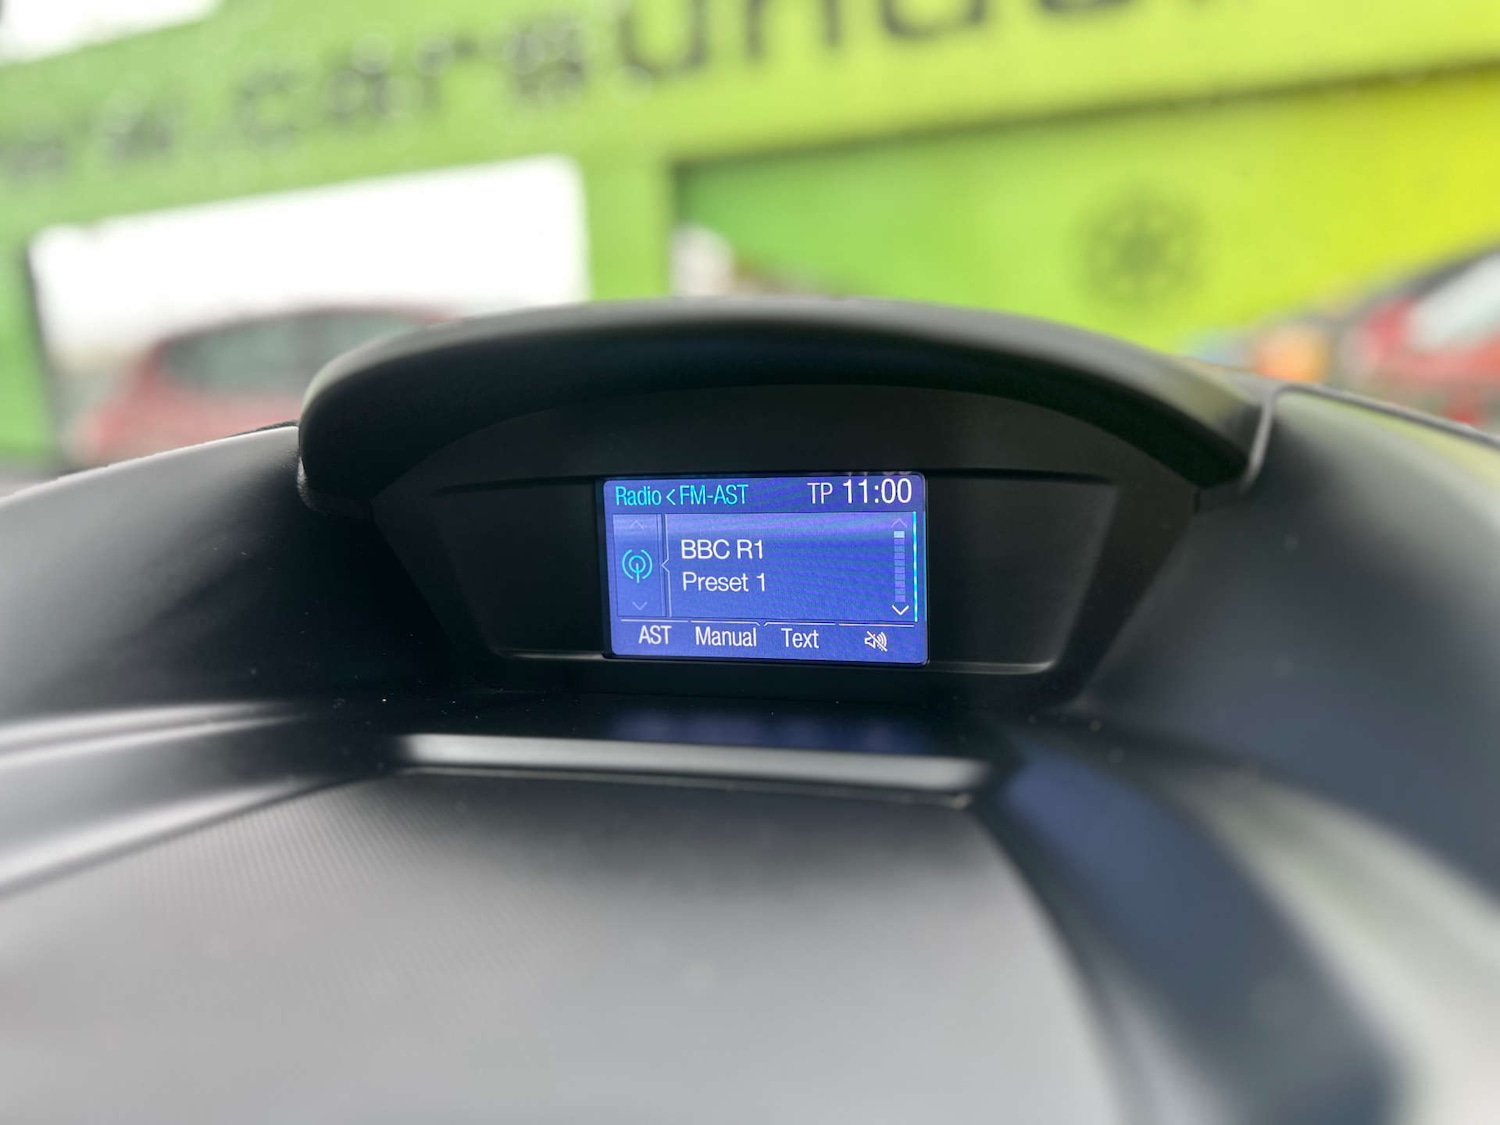 Radio < FM-AST TP 11:00
BBC R1
Preset 1
AST Manual Text